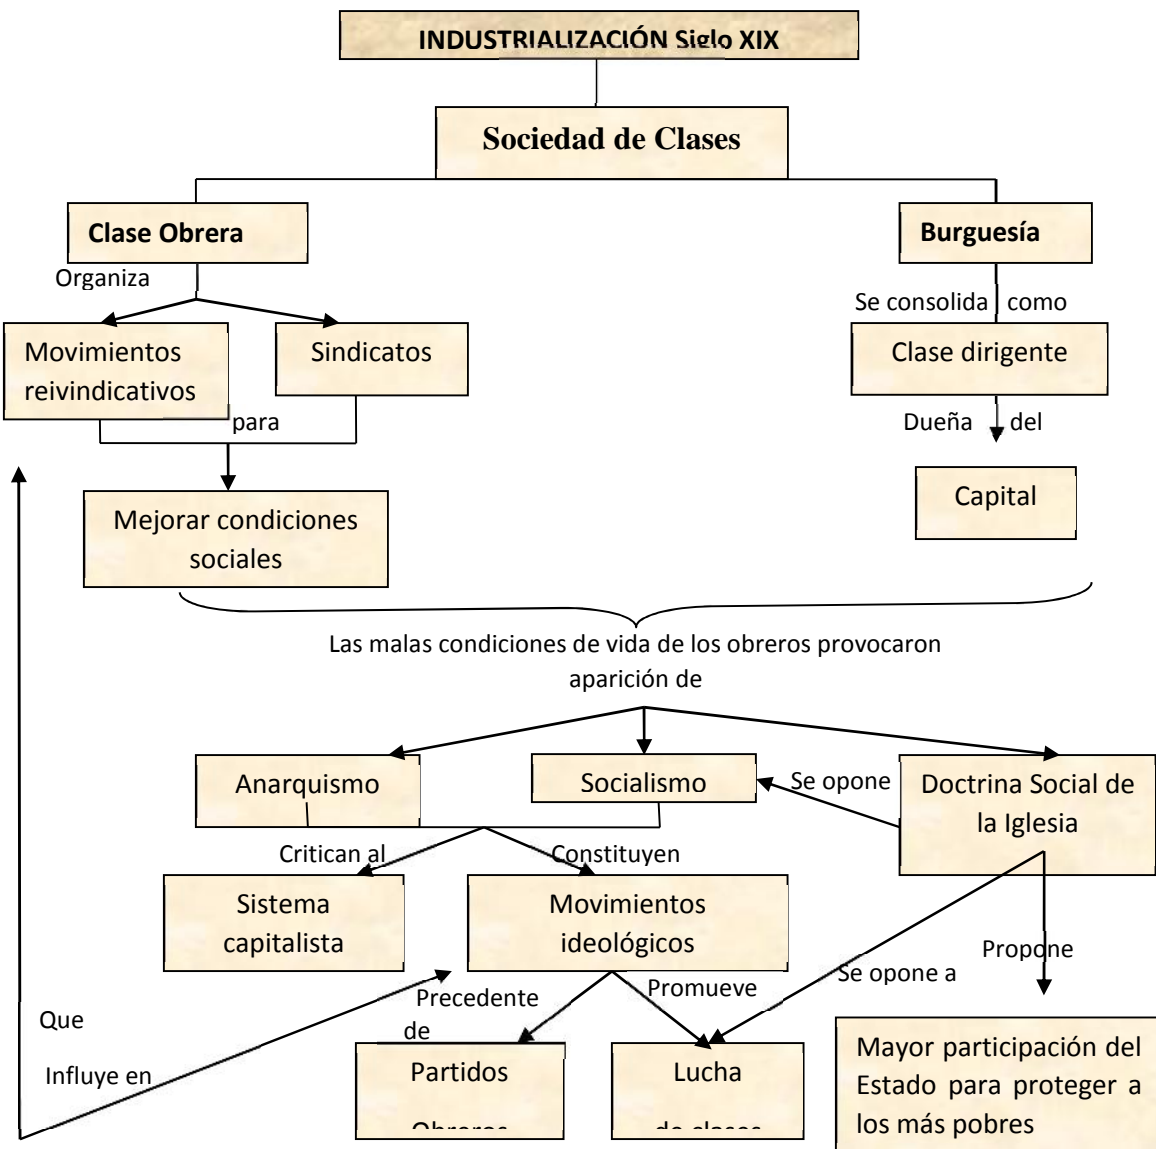 INDUSTRIALIZACIÓN Siglo XIX
Sociedad de Clases
Clase Obrera
Burguesía
Organiza
Se consolida como
Movimientos
reivindicativos
Sindicatos
Clase dirigente
para
Dueña del
Mejorar condiciones
sociales
Capital
Las malas condiciones de vida de los obreros provocaron
aparición de
Anarquismo
Socialismo
Se opone
Doctrina Social de
la Iglesia
Critican al
Constituyen
Sistema
capitalista
Movimientos
ideológicos
Propone
Se opone a
Precedente
de
Promueve
Que
Influye en
Partidos
Obreros
Lucha
de clases
Mayor participación del
Estado para proteger a
los más pobres